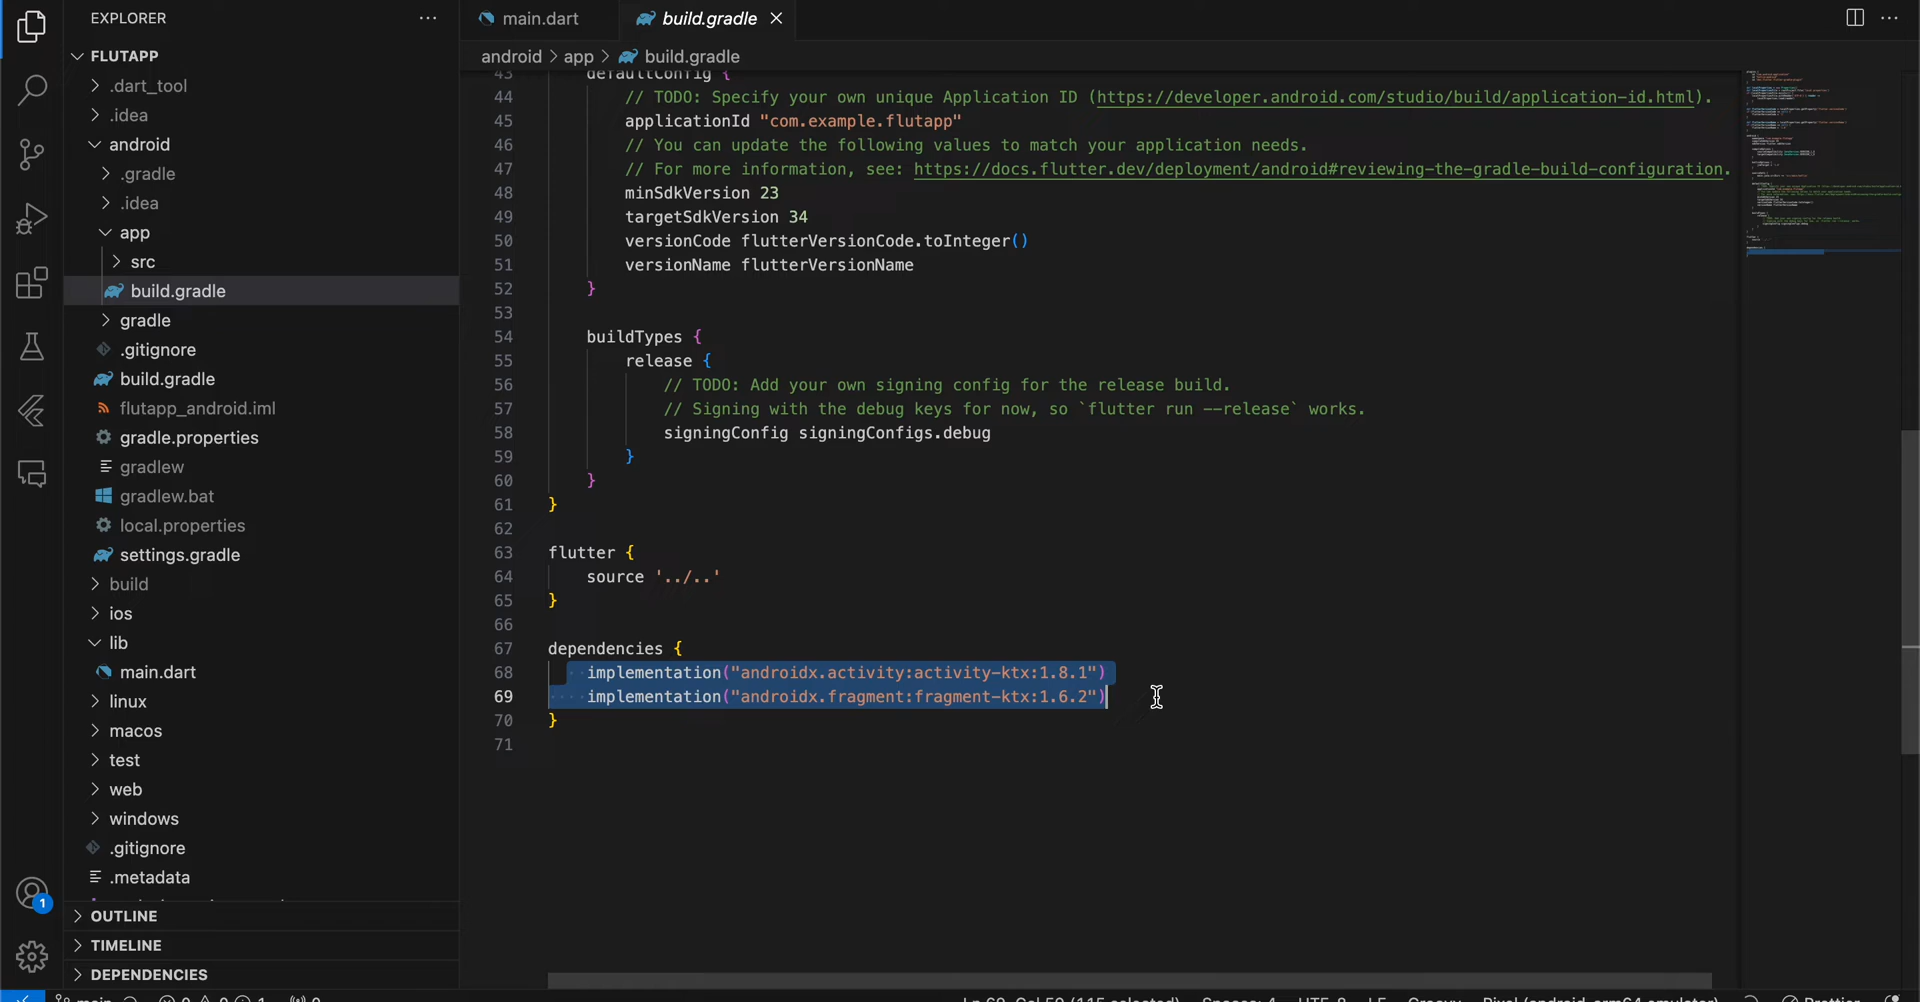 EXPLORER
FLUTAPP
.dart_tool
.idea
android
.gradle
.idea
app
src
build.gradle
gradle
.gitignore
build.gradle
flutapp_android.iml
gradle.properties
gradlew
gradlew.bat
local.properties
settings.gradle
build
ios
lib
main.dart
linux
macos
test
web
windows
.gitignore
.metadata
OUTLINE
TIMELINE
DEPENDENCIES
1
main.dart
build.gradle
android > app > build.gradle
43 defaultConfig {
44 // TODO: Specify your own unique Application ID (https://developer.android.com/studio/build/application-id.html).
45 applicationId "com.example.flutapp"
46 // You can update the following values to match your application needs.
47 // For more information, see: https://docs.flutter.dev/deployment/android#reviewing-the-gradle-build-configuration.
48 minSdkVersion 23
49 targetSdkVersion 34
50 versionCode flutterVersionCode.toInteger()
51 versionName flutterVersionName
52 }
53
54 buildTypes {
55 release {
56 // TODO: Add your own signing config for the release build.
57 // Signing with the debug keys for now, so `flutter run --release` works.
58 signingConfig signingConfigs.debug
59 }
60 }
61 }
62
63 flutter {
64 source '../..'
65 }
66
67 dependencies {
68 implementation("androidx.activity:activity-ktx:1.8.1")
69 implementation("androidx.fragment:fragment-ktx:1.6.2")
70 }
71